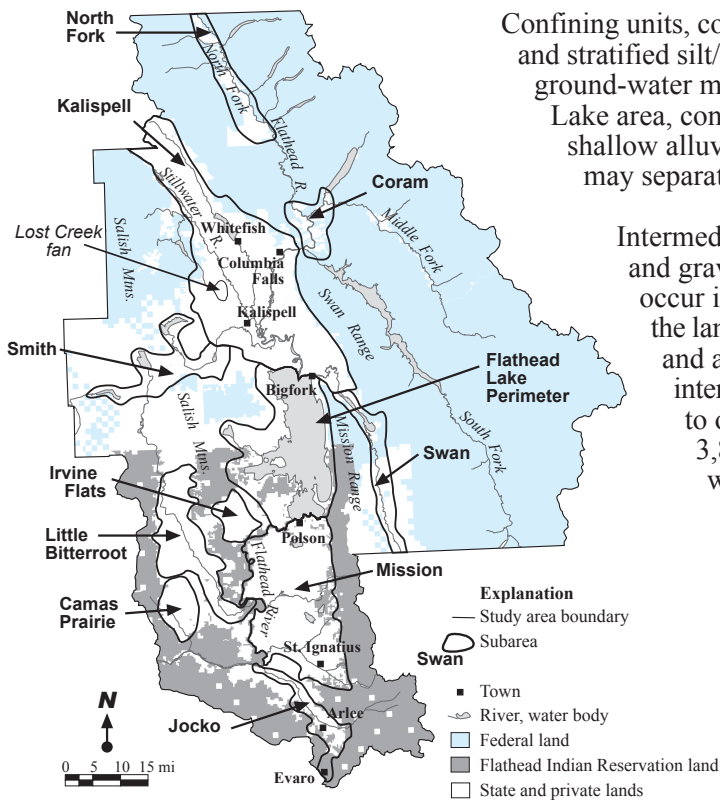 North
Fork
North Fork
Flathead R.
Kalispell
Stillwater R.
Coram
Middle Fork
Salish Mtns.
Lost Creek
fan
Whitefish
Columbia
Falls
Kalispell
Swan Range
Smith
Bigfork
Flathead
Lake
Perimeter
Salish Mtns.
Mission Range
Swan
South Fork
Irvine
Flats
Little
Bitterroot
Polson
Flathead River
Mission
Camas
Prairie
St. Ignatius
Jocko
Arlee
Evaro
N
0 5 10 15 mi
Explanation
Study area boundary
Swan
Subarea
Town
River, water body
Federal land
Flathead Indian Reservation land
State and private lands
Confining units, co
and stratified silt/
ground-water m
Lake area, con
shallow alluv
may separat
Intermed
and grav
occur i
the lan
and a
inter
to
3,8
w